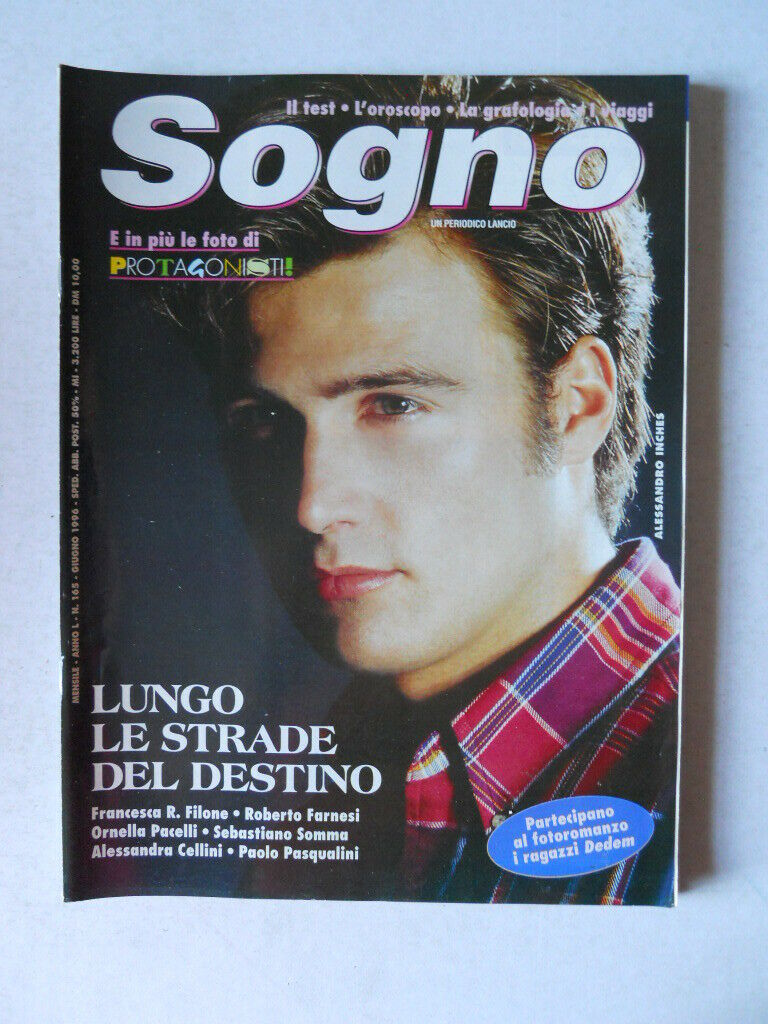 Il test • L'oroscopo • La grafologia • I viaggi
Sogno
UN PERIODICO LANCIO
E in più le foto di
PROTAGONISTI!
MENSILE - ANNO L - N. 165 - GIUGNO 1996 - SPED. ABB. POST. 50% - MI - 3.200 LIRE - DM 10,00
ALESSANDRO INCHES
LUNGO
LE STRADE
DEL DESTINO
Francesca R. Filone • Roberto Farnesi
Ornella Pacelli • Sebastiano Somma
Alessandra Cellini • Paolo Pasqualini
Partecipano
al fotoromanzo
i ragazzi Dedem